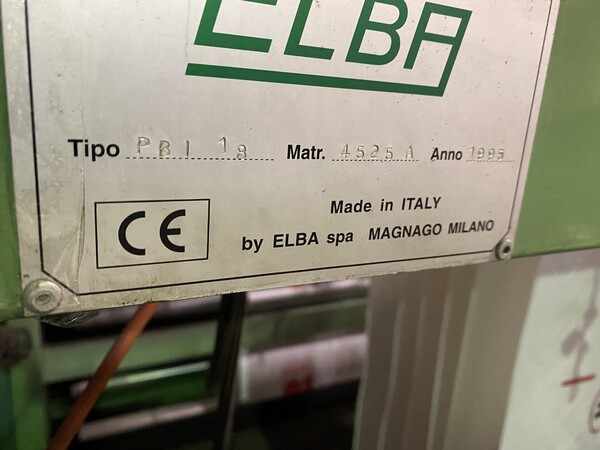 ELBA
Tipo PBI 18 Matr. 4525 A Anno 1995
CE
Made in ITALY
by ELBA spa MAGNAGO MILANO